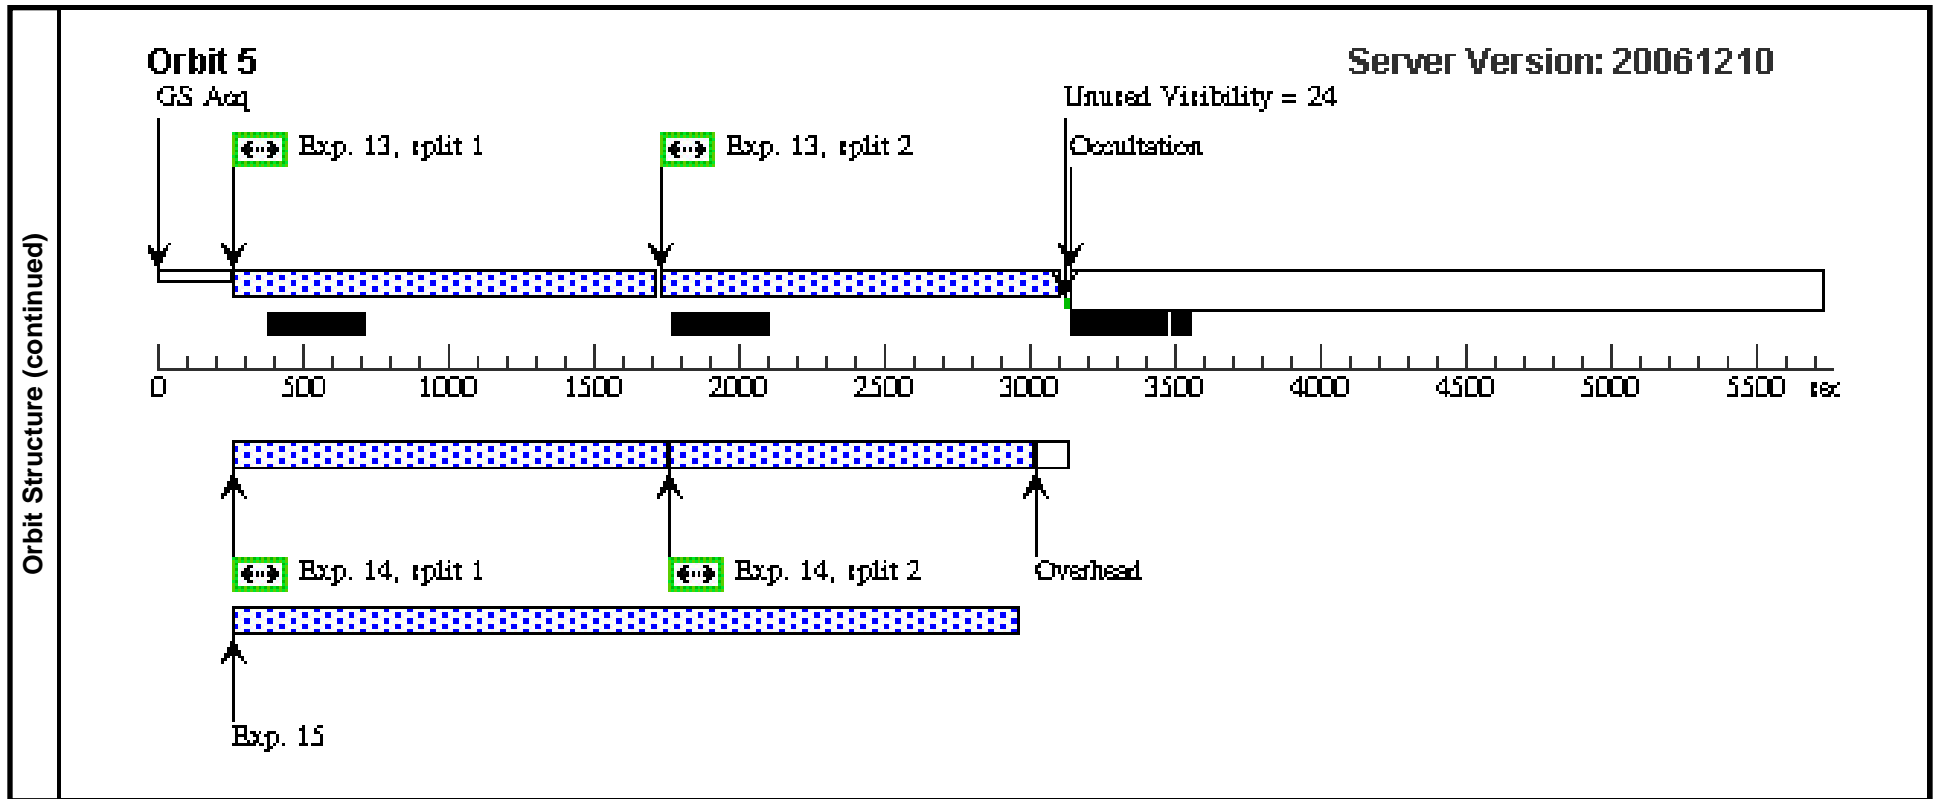 Orbit Structure (continued)
Orbit 5
Server Version: 20061210
GS Acq
Unused Visibility = 24
Exp. 13, split 1
Exp. 13, split 2
Occultation
0 500 1000 1500 2000 2500 3000 3500 4000 4500 5000 5500 sec
Exp. 14, split 1
Exp. 14, split 2
Overhead
Exp. 15